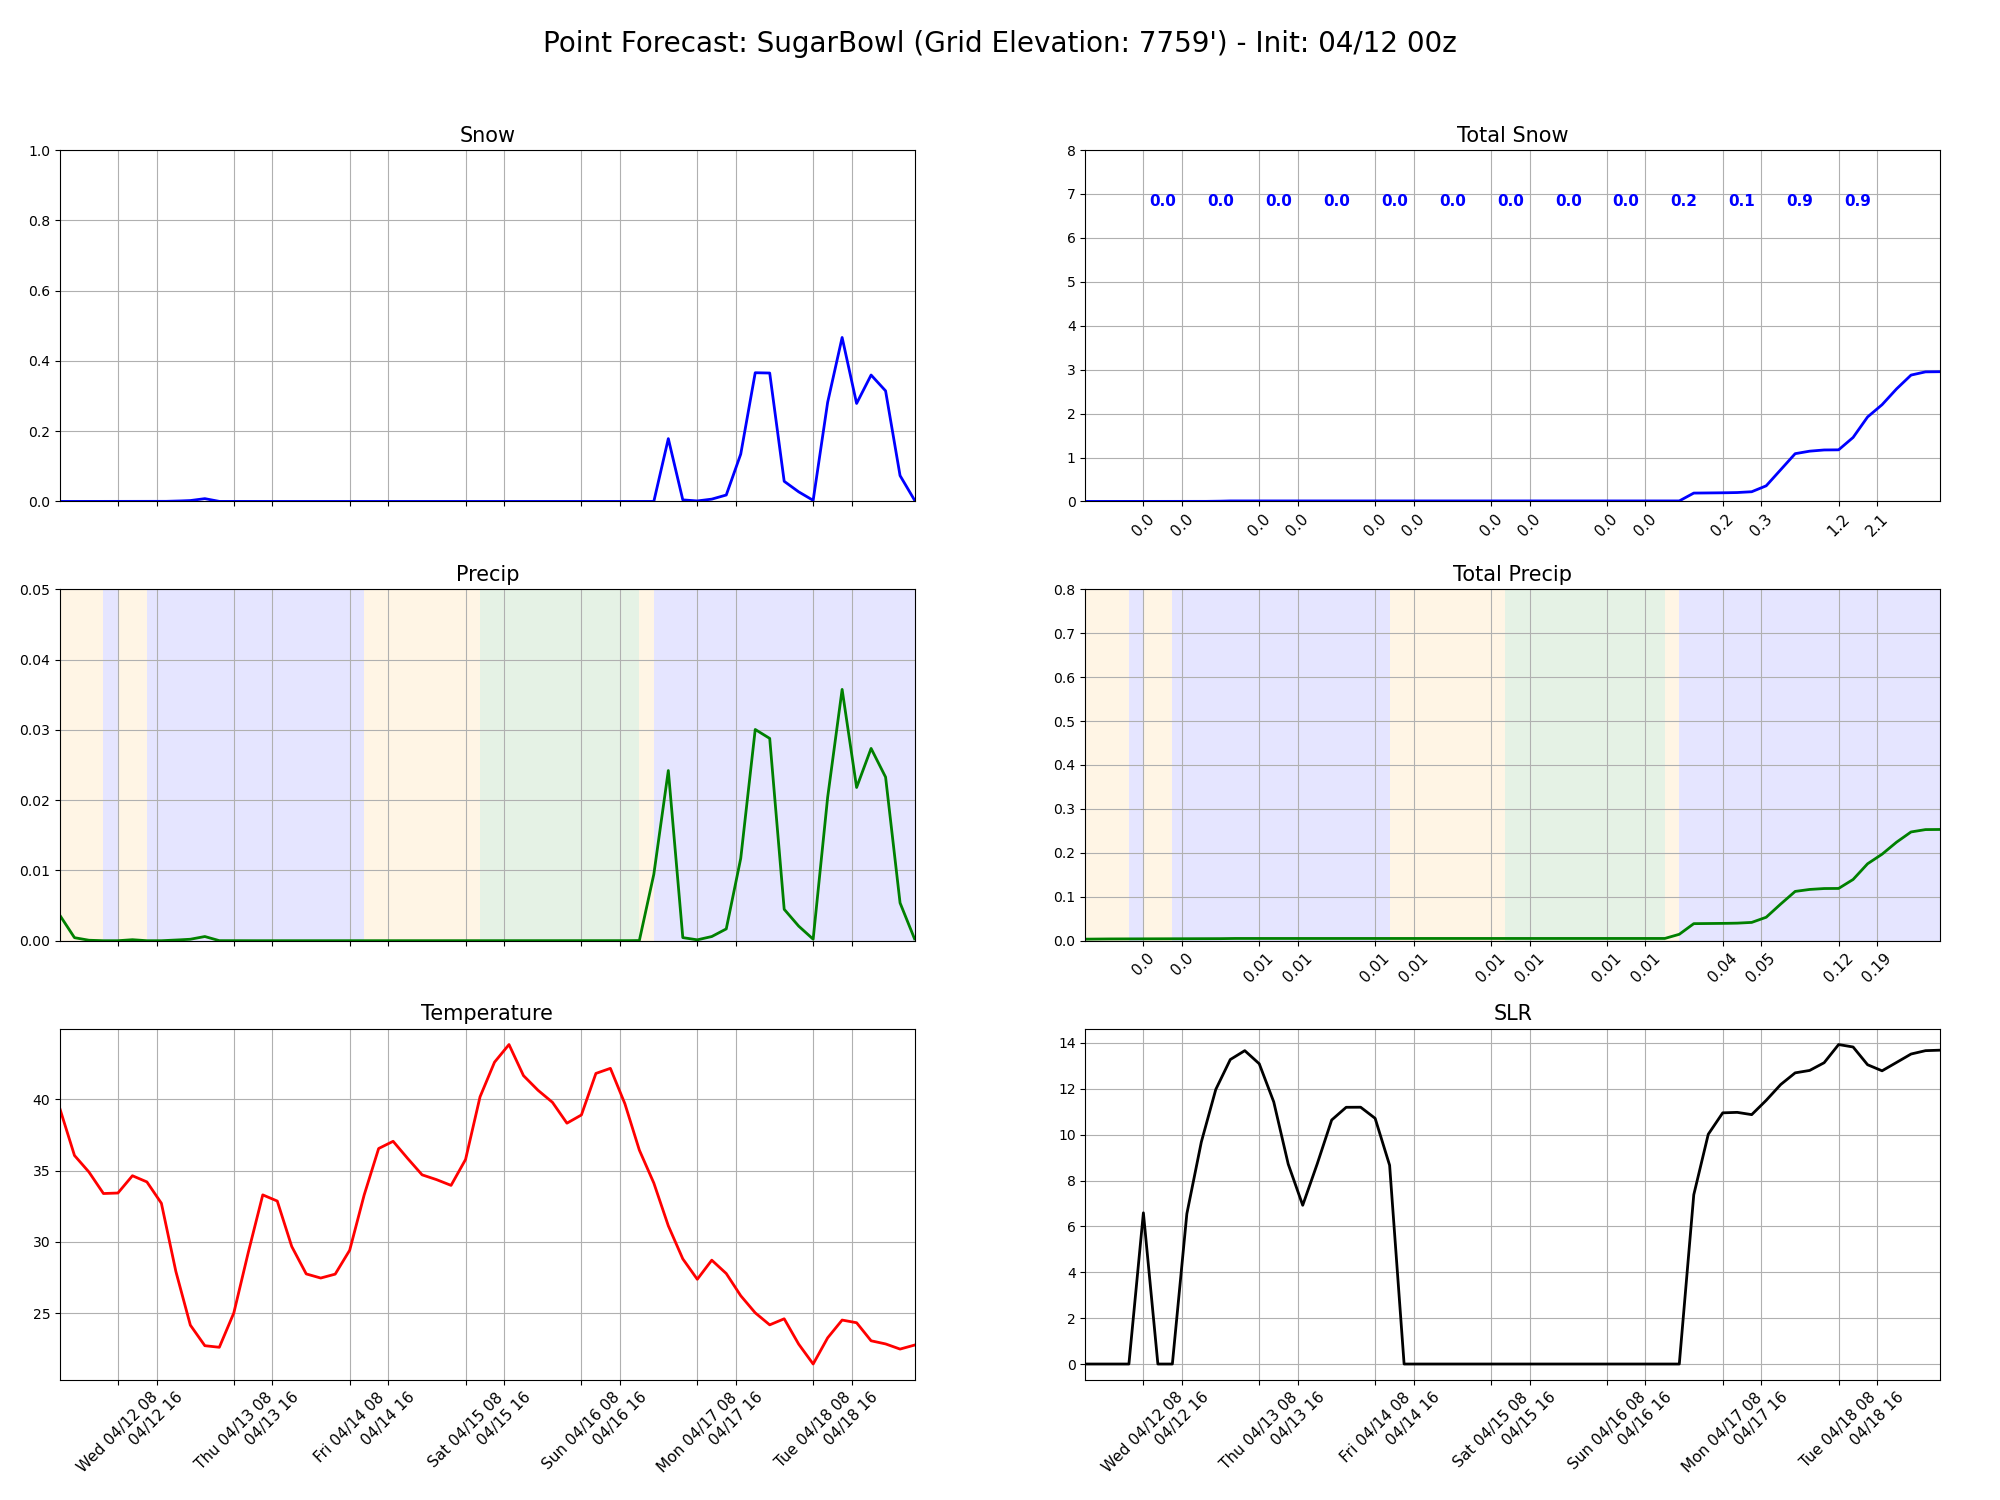 Point Forecast: SugarBowl (Grid Elevation: 7759') - Init: 04/12 00z
Snow
1.0
0.8
0.6
0.4
0.2
0.0
Total Snow
8
7
6
5
4
3
2
1
0
0.0 0.0 0.0 0.0 0.0 0.0 0.0 0.0 0.0 0.2 0.1 0.9 0.9
0.0 0.0 0.0 0.0 0.0 0.0 0.0 0.0 0.0 0.0 0.2 0.3 1.2 2.1
Precip
0.05
0.04
0.03
0.02
0.01
0.00
Total Precip
0.8
0.7
0.6
0.5
0.4
0.3
0.2
0.1
0.0
0.0 0.0 0.01 0.01 0.01 0.01 0.01 0.01 0.01 0.01 0.04 0.05 0.12 0.19
Temperature
40
35
30
25
Wed 04/12 08
04/12 16
Thu 04/13 08
04/13 16
Fri 04/14 08
04/14 16
Sat 04/15 08
04/15 16
Sun 04/16 08
04/16 16
Mon 04/17 08
04/17 16
Tue 04/18 08
04/18 16
SLR
14
12
10
8
6
4
2
0
Wed 04/12 08
04/12 16
Thu 04/13 08
04/13 16
Fri 04/14 08
04/14 16
Sat 04/15 08
04/15 16
Sun 04/16 08
04/16 16
Mon 04/17 08
04/17 16
Tue 04/18 08
04/18 16